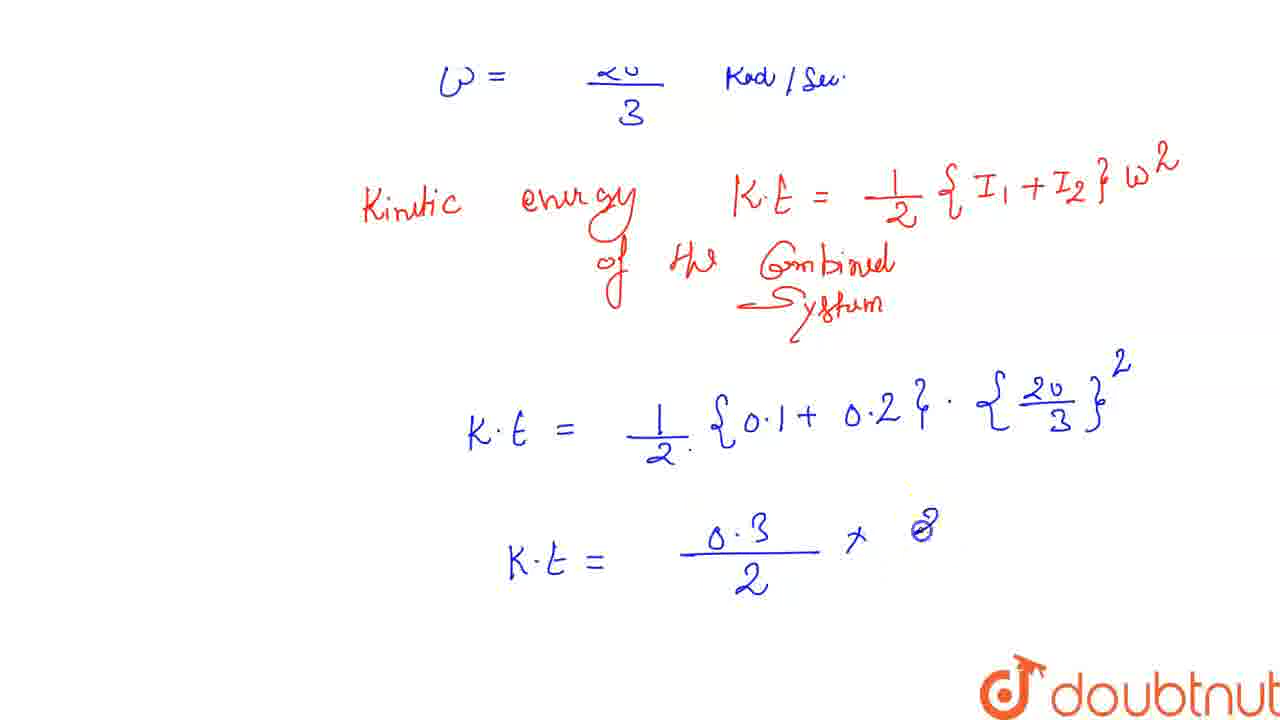 ω = 20/3 Rad/Sec.
Kinetic energy K.E = 1/2 {I₁ + I₂} ω²
of the Combined
System
K.E = 1/2 . {0.1 + 0.2} . {20/3}²
K.E = 0.3/2 × 2
doubtnut